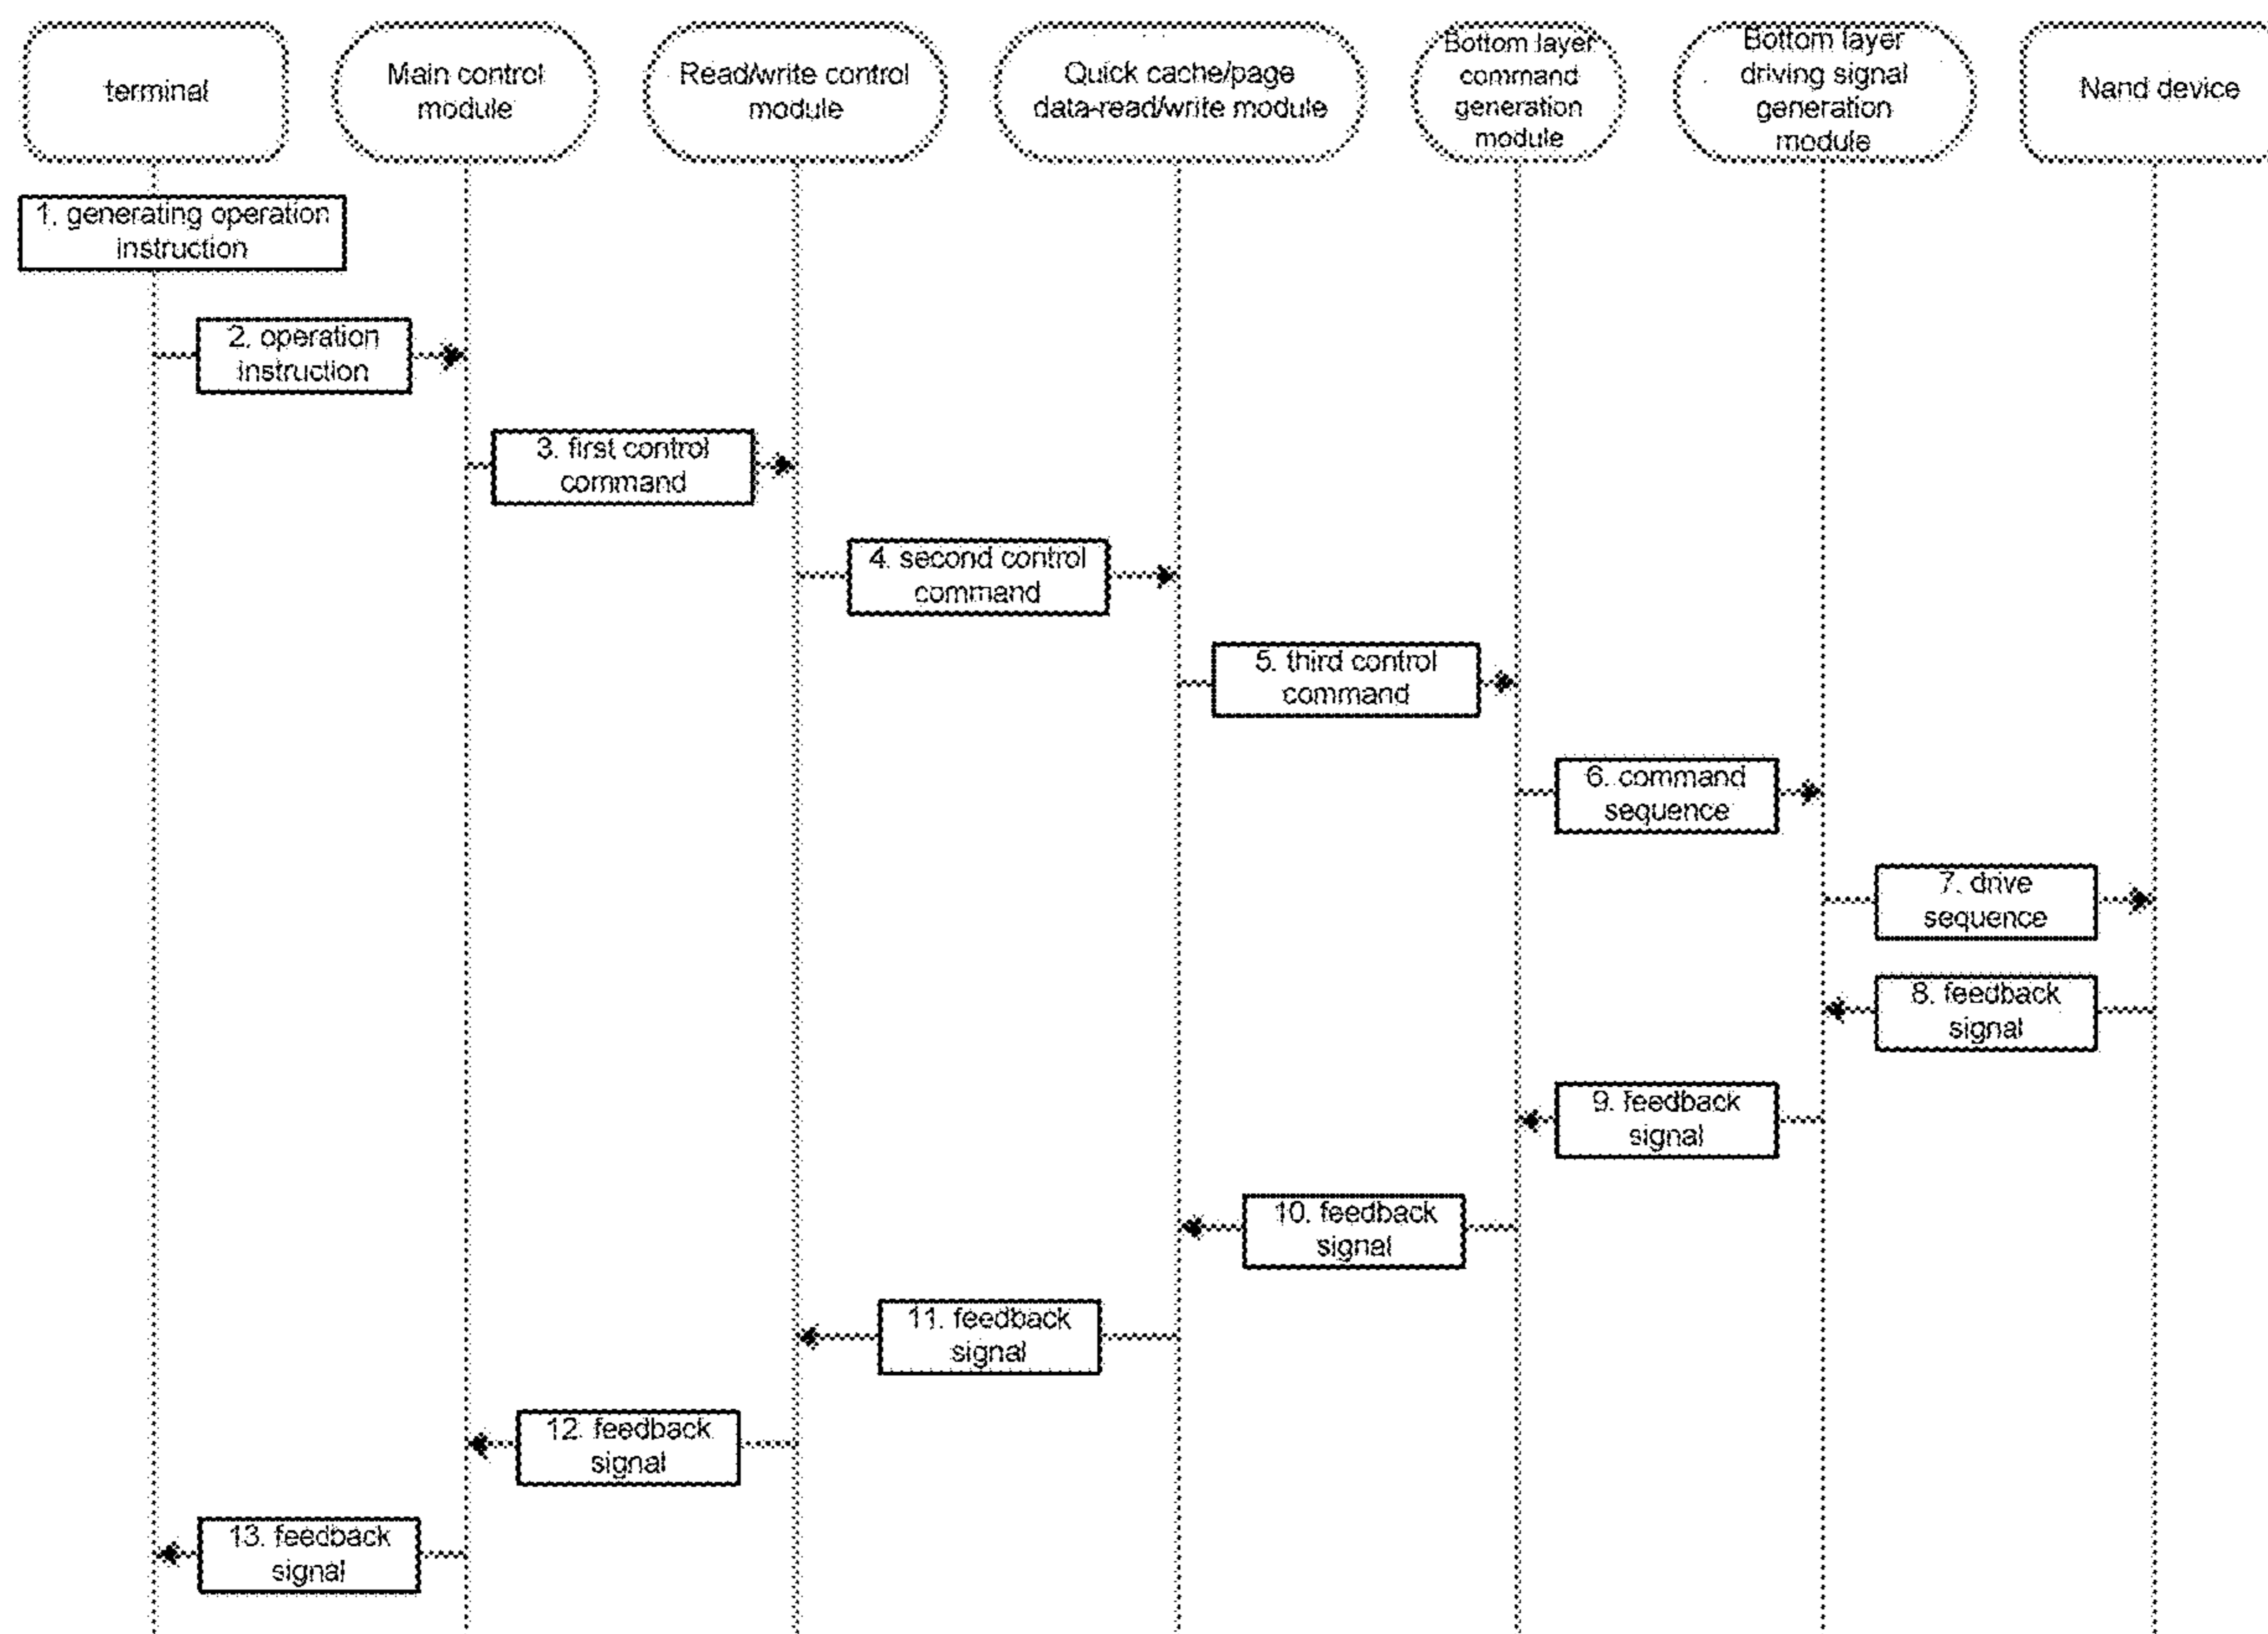 terminal
Main control
module
Read/write control
module
Quick cache/page
data-read/write module
Bottom layer
command
generation
module
Bottom layer
driving signal
generation
module
Nand device
1. generating operation
instruction
2. operation
instruction
3. first control
command
4. second control
command
5. third control
command
6. command
sequence
7. drive
sequence
8. feedback
signal
9. feedback
signal
10. feedback
signal
11. feedback
signal
12. feedback
signal
13. feedback
signal